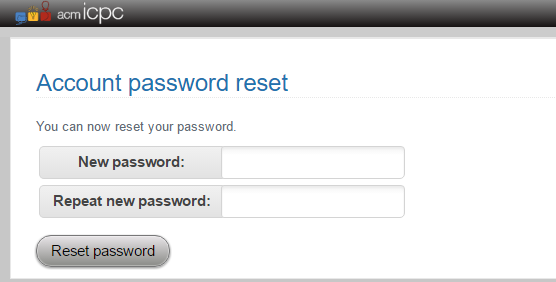 acm icpc
Account password reset
You can now reset your password.
New password:
Repeat new password:
Reset password